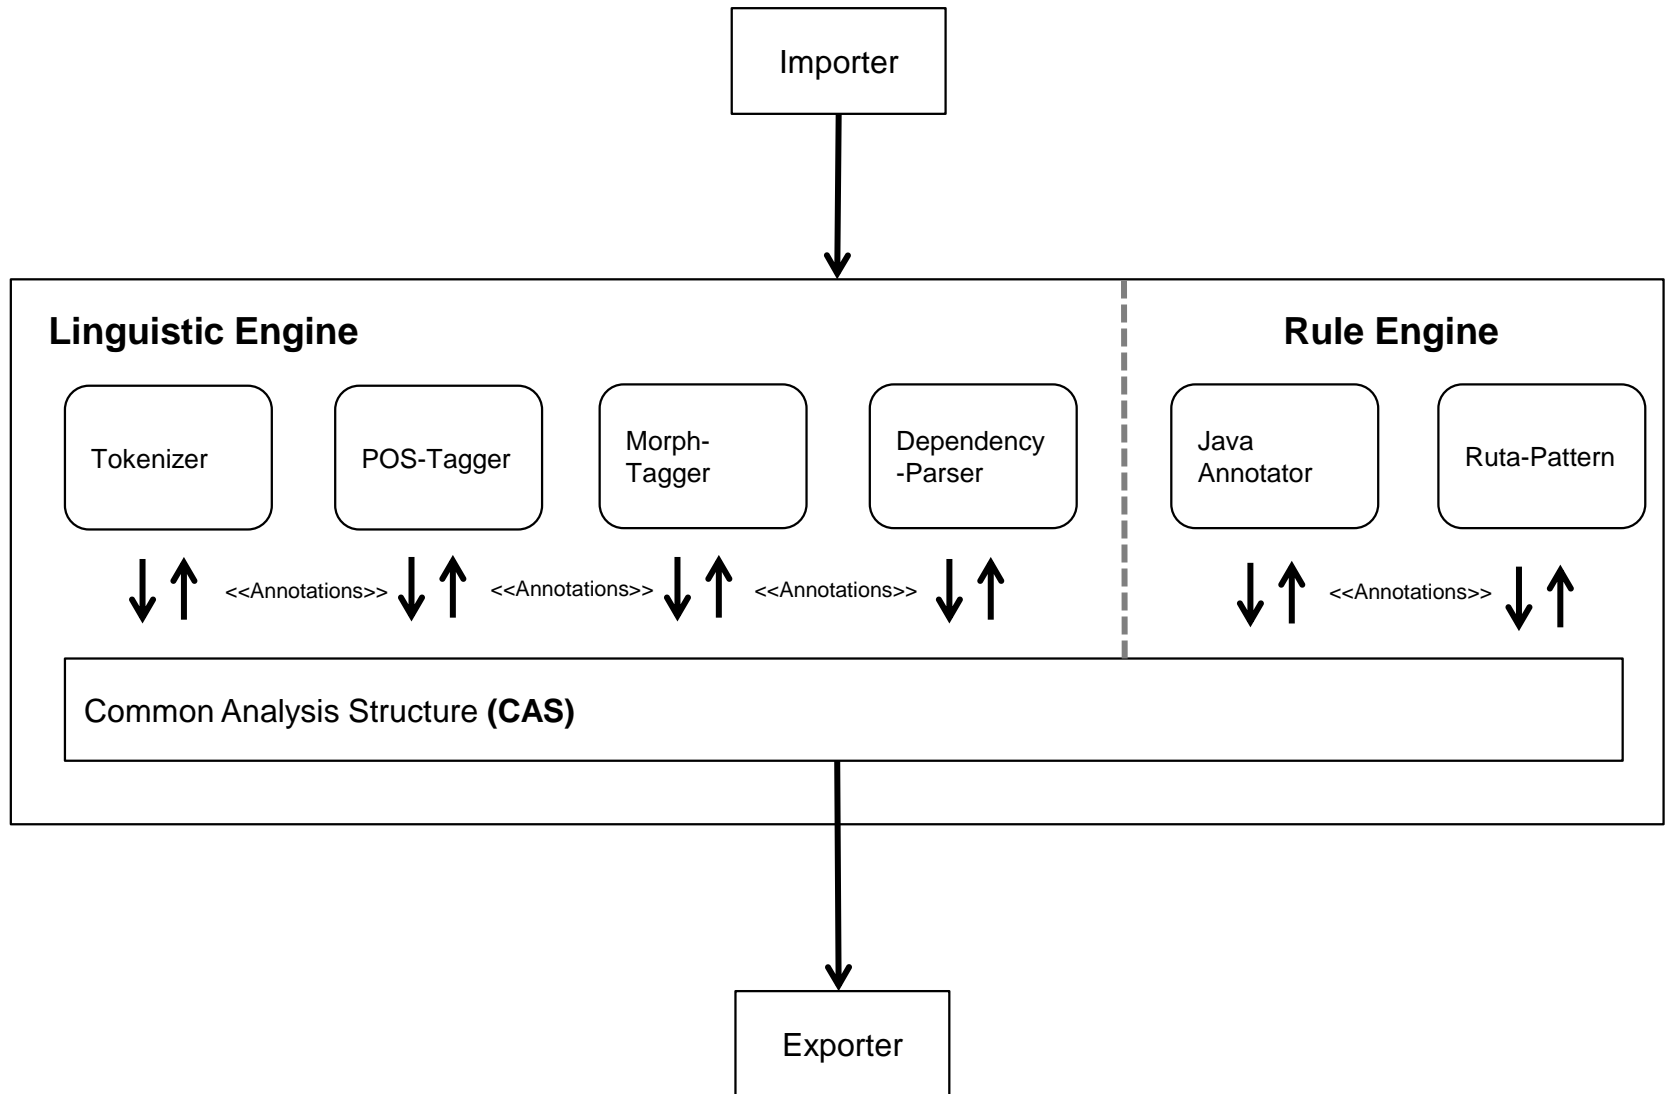 Importer
Linguistic Engine
Rule Engine
Tokenizer
POS-Tagger
Morph-
Tagger
Dependency
-Parser
Java
Annotator
Ruta-Pattern
<<Annotations>>
<<Annotations>>
<<Annotations>>
<<Annotations>>
Common Analysis Structure (CAS)
Exporter